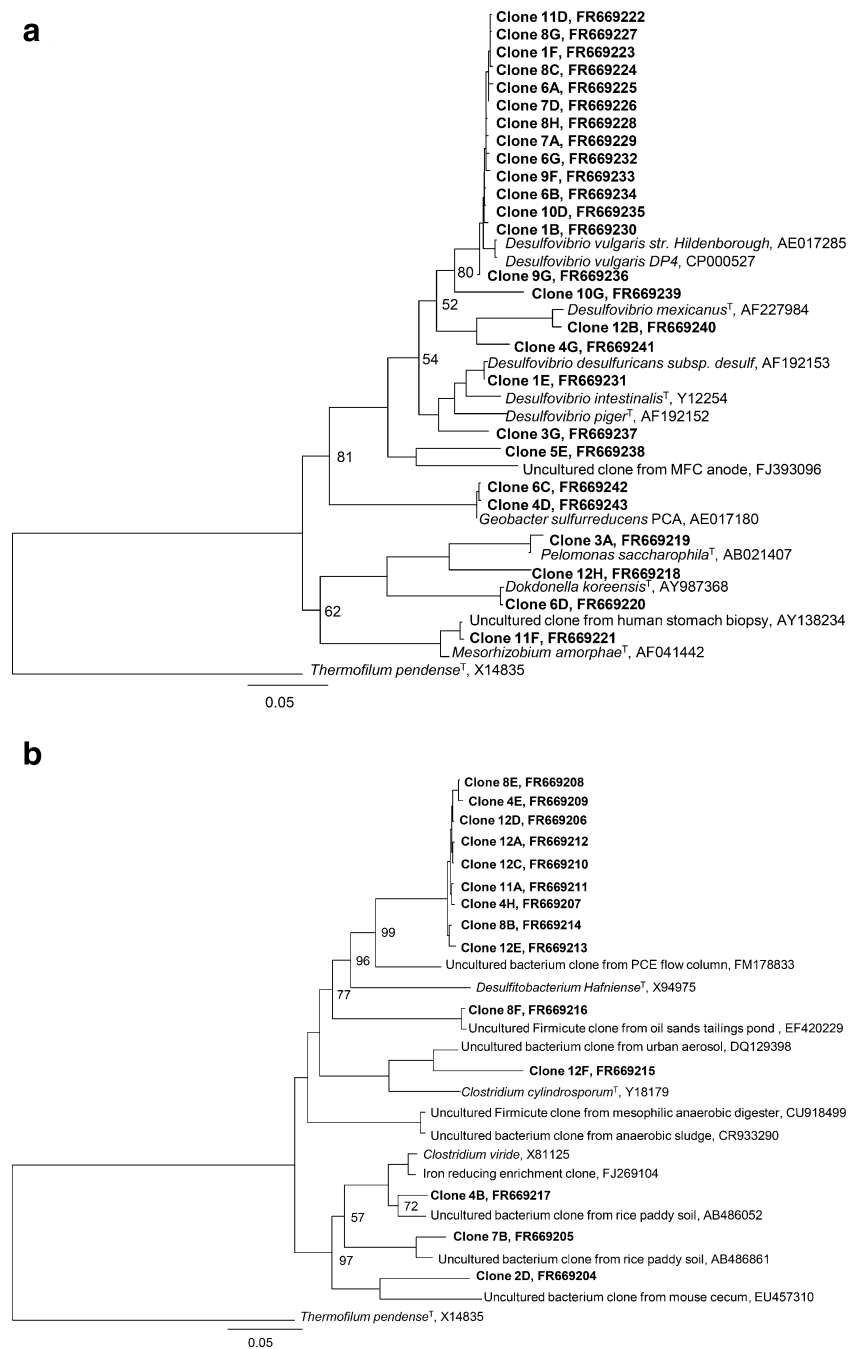 a
Clone 11D, FR669222
Clone 8G, FR669227
Clone 1F, FR669223
Clone 8C, FR669224
Clone 6A, FR669225
Clone 7D, FR669226
Clone 8H, FR669228
Clone 7A, FR669229
Clone 6G, FR669232
Clone 9F, FR669233
Clone 6B, FR669234
Clone 10D, FR669235
Clone 1B, FR669230
Desulfovibrio vulgaris str. Hildenborough, AE017285
Desulfovibrio vulgaris DP4, CP000527
80
Clone 9G, FR669236
Clone 10G, FR669239
52
Desulfovibrio mexicanusT, AF227984
Clone 12B, FR669240
Clone 4G, FR669241
54
Desulfovibrio desulfuricans subsp. desulf, AF192153
Clone 1E, FR669231
Desulfovibrio intestinalisT, Y12254
Desulfovibrio pigerT, AF192152
Clone 3G, FR669237
81
Clone 5E, FR669238
Uncultured clone from MFC anode, FJ393096
Clone 6C, FR669242
Clone 4D, FR669243
Geobacter sulfurreducens PCA, AE017180
Clone 3A, FR669219
Pelomonas saccharophilaT, AB021407
Clone 12H, FR669218
Dokdonella koreensisT, AY987368
Clone 6D, FR669220
62
Uncultured clone from human stomach biopsy, AY138234
Clone 11F, FR669221
Mesorhizobium amorphaeT, AF041442
Thermofilum pendenseT, X14835
0.05
b
Clone 8E, FR669208
Clone 4E, FR669209
Clone 12D, FR669206
Clone 12A, FR669212
Clone 12C, FR669210
Clone 11A, FR669211
Clone 4H, FR669207
Clone 8B, FR669214
99
Clone 12E, FR669213
96
Uncultured bacterium clone from PCE flow column, FM178833
Desulfitobacterium HafnienseT, X94975
77
Clone 8F, FR669216
Uncultured Firmicute clone from oil sands tailings pond , EF420229
Uncultured bacterium clone from urban aerosol, DQ129398
Clone 12F, FR669215
Clostridium cylindrosporumT, Y18179
Uncultured Firmicute clone from mesophilic anaerobic digester, CU918499
Uncultured bacterium clone from anaerobic sludge, CR933290
Clostridium viride, X81125
Iron reducing enrichment clone, FJ269104
Clone 4B, FR669217
72
Uncultured bacterium clone from rice paddy soil, AB486052
57
Clone 7B, FR669205
Uncultured bacterium clone from rice paddy soil, AB486861
97
Clone 2D, FR669204
Uncultured bacterium clone from mouse cecum, EU457310
Thermofilum pendenseT, X14835
0.05